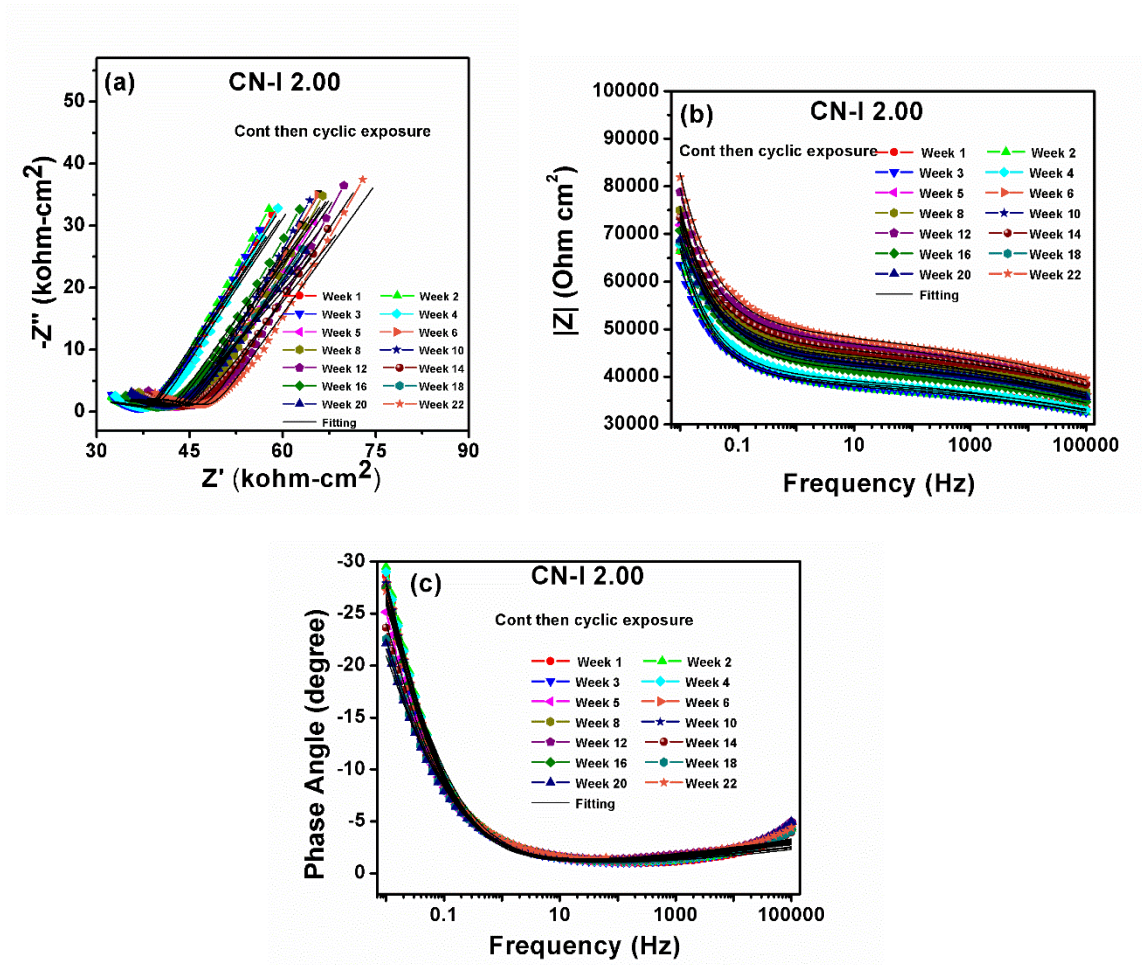 (a)
CN-I 2.00
Cont then cyclic exposure
-Z'' (kohm-cm²)
50
40
30
20
10
0
Week 1 Week 2
Week 3 Week 4
Week 5 Week 6
Week 8 Week 10
Week 12 Week 14
Week 16 Week 18
Week 20 Week 22
Fitting
30 45 60 75 90
Z' (kohm-cm²)
(b)
CN-I 2.00
Cont then cyclic exposure
|Z| (Ohm cm²)
100000
90000
80000
70000
60000
50000
40000
30000
Week 1 Week 2
Week 3 Week 4
Week 5 Week 6
Week 8 Week 10
Week 12 Week 14
Week 16 Week 18
Week 20 Week 22
Fitting
0.1 10 1000 100000
Frequency (Hz)
(c)
CN-I 2.00
Cont then cyclic exposure
Phase Angle (degree)
-30
-25
-20
-15
-10
-5
0
Week 1 Week 2
Week 3 Week 4
Week 5 Week 6
Week 8 Week 10
Week 12 Week 14
Week 16 Week 18
Week 20 Week 22
Fitting
0.1 10 1000 100000
Frequency (Hz)